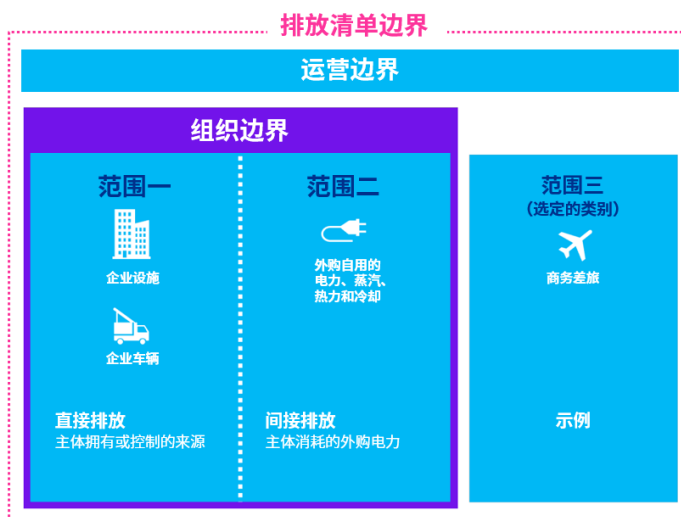 排放清单边界
运营边界
组织边界
范围一
企业设施
企业车辆
直接排放
主体拥有或控制的来源
范围二
外购自用的
电力、蒸汽、
热力和冷却
间接排放
主体消耗的外购电力
范围三
（选定的类别）
商务差旅
示例